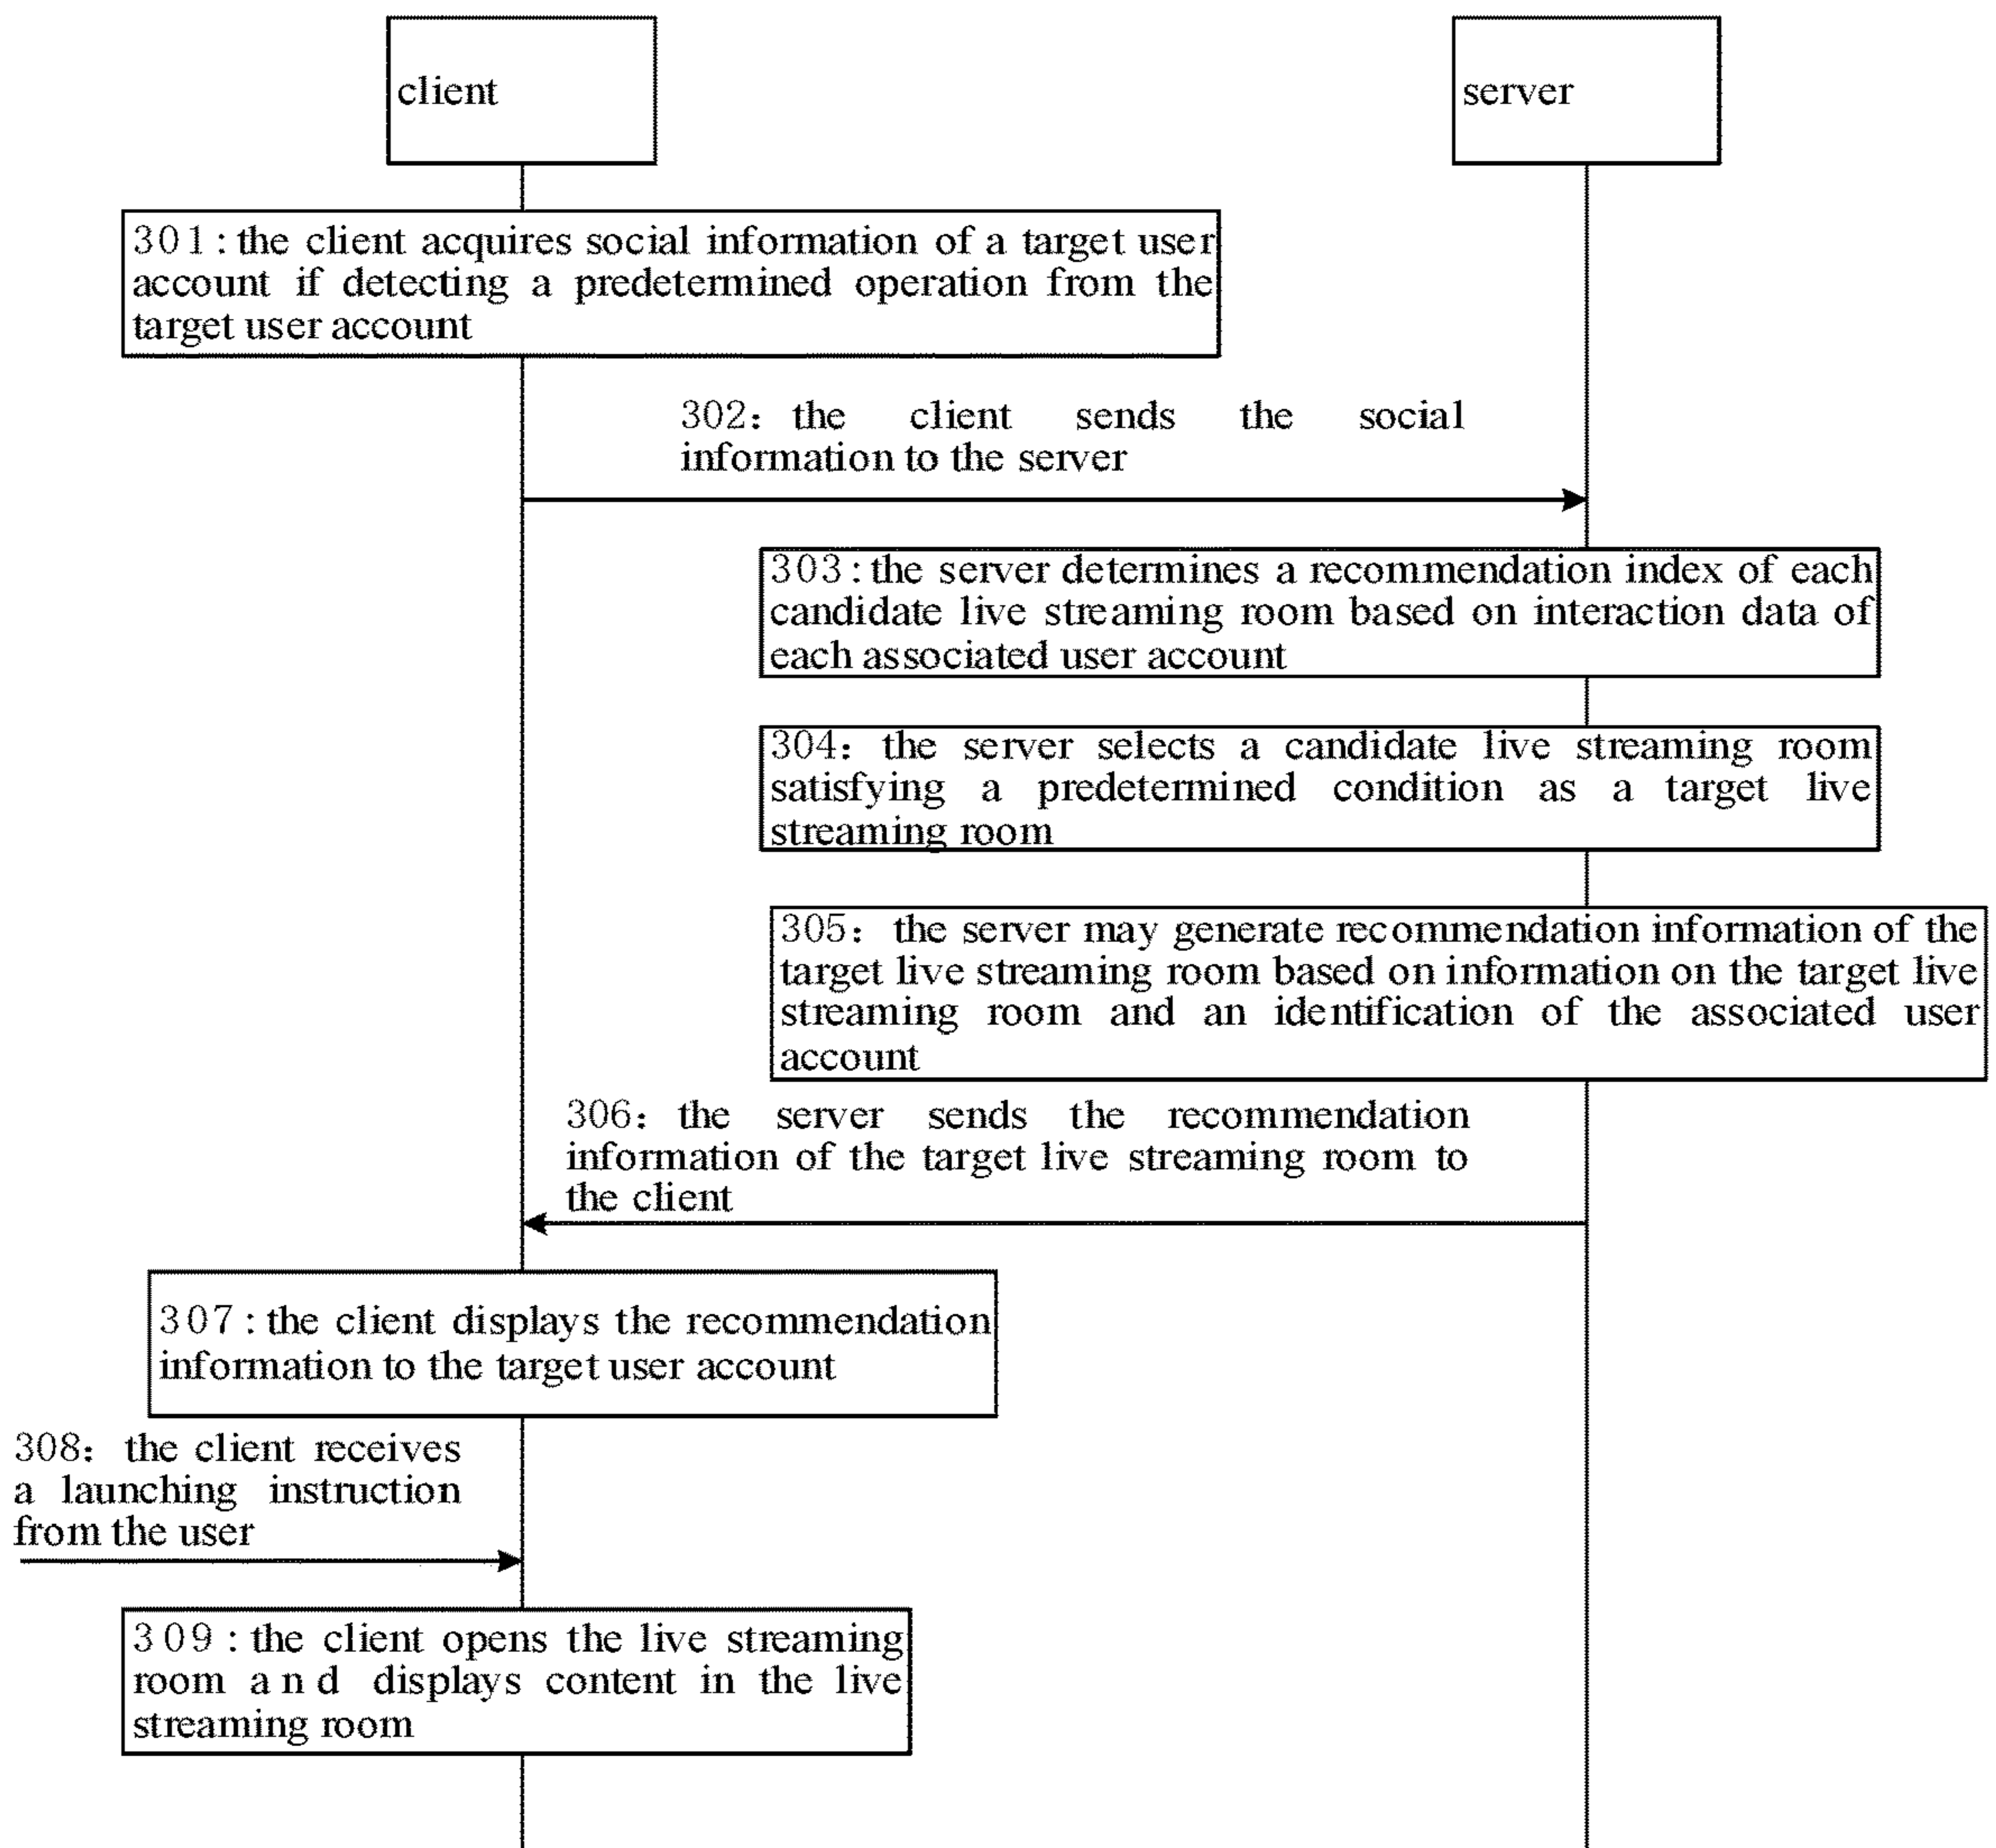 client
server
301:the client acquires social information of a target user
account if detecting a predetermined operation from the
target user account
302: the client sends the social
information to the server
303:the server determines a recommendation index of each
candidate live streaming room based on interaction data of
each associated user account
304: the server selects a candidate live streaming room
satisfying a predetermined condition as a target live
streaming room
305: the server may generate recommendation information of the
target live streaming room based on information on the target live
streaming room and an identification of the associated user
account
306: the server sends the recommendation
information of the target live streaming room to
the client
307:the client displays the recommendation
information to the target user account
308: the client receives
a launching instruction
from the user
309:the client opens the live streaming
room and displays content in the live
streaming room